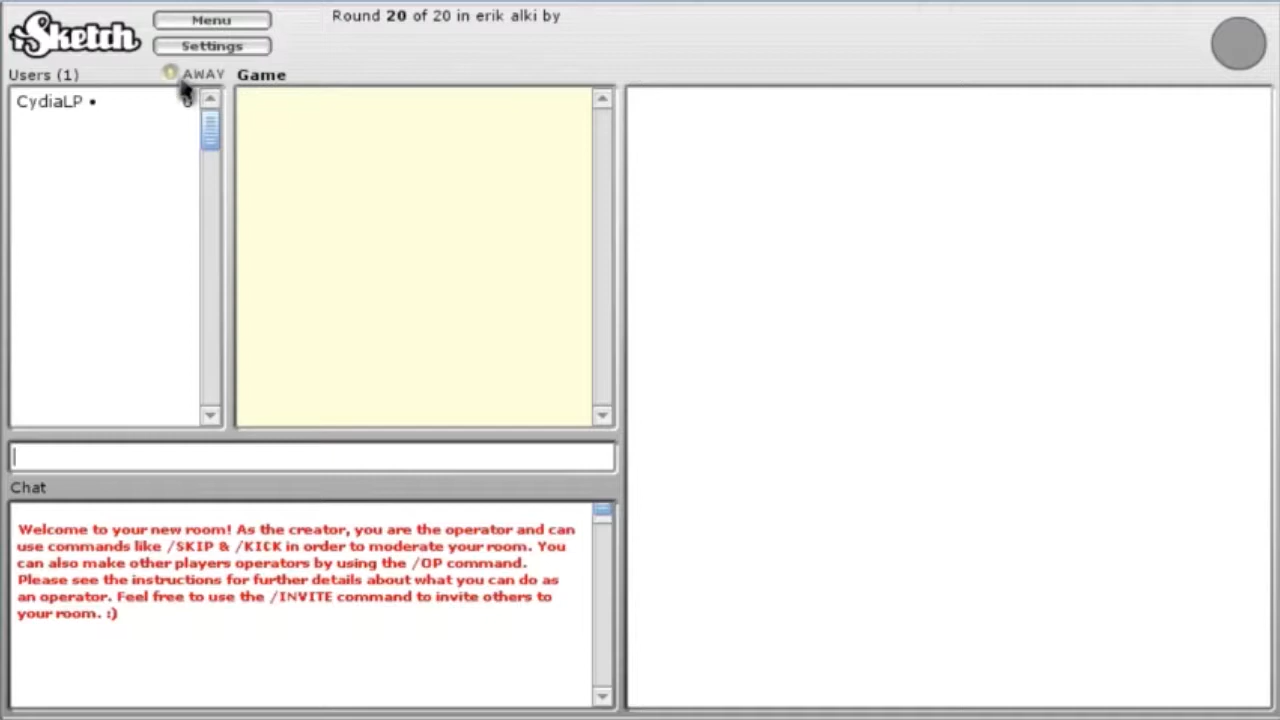 iSketch
Menu
Settings
Round 20 of 20 in erik alki by
Users (1)
AWAY
Game
CydiaLP •
Chat
Welcome to your new room! As the creator, you are the operator and can
use commands like /SKIP & /KICK in order to moderate your room. You
can also make other players operators by using the /OP command.
Please see the instructions for further details about what you can do as
an operator. Feel free to use the /INVITE command to invite others to
your room. :)